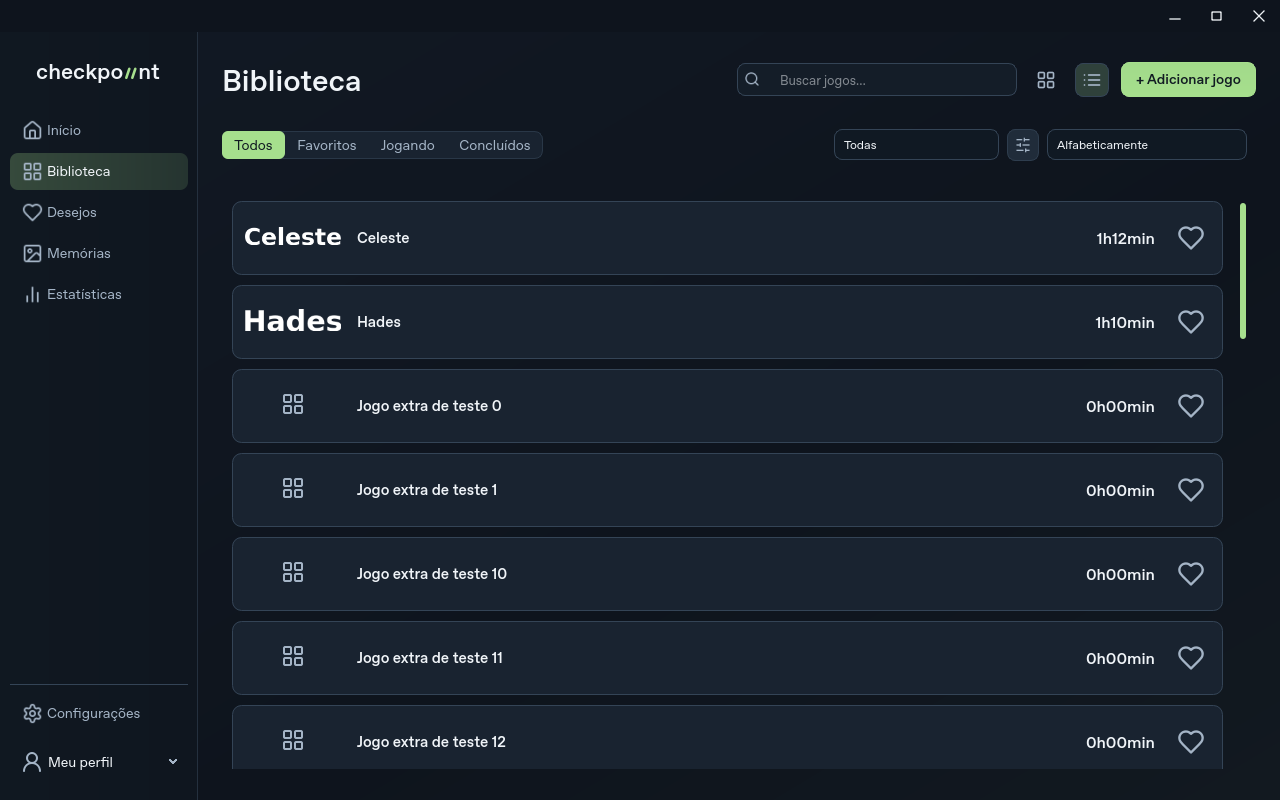 checkpo//nt
Biblioteca
Buscar jogos...
+ Adicionar jogo
Início
Biblioteca
Desejos
Memórias
Estatísticas
Todos
Favoritos
Jogando
Concluídos
Todas
Alfabeticamente
Celeste
Celeste
1h12min
Hades
Hades
1h10min
Jogo extra de teste 0
0h00min
Jogo extra de teste 1
0h00min
Jogo extra de teste 10
0h00min
Jogo extra de teste 11
0h00min
Jogo extra de teste 12
0h00min
Configurações
Meu perfil